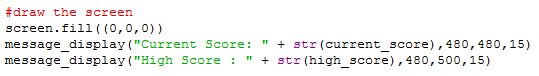 #draw the screen
screen.fill((0,0,0))
message_display("Current Score: " + str(current_score),480,480,15)
message_display("High Score : " + str(high_score),480,500,15)